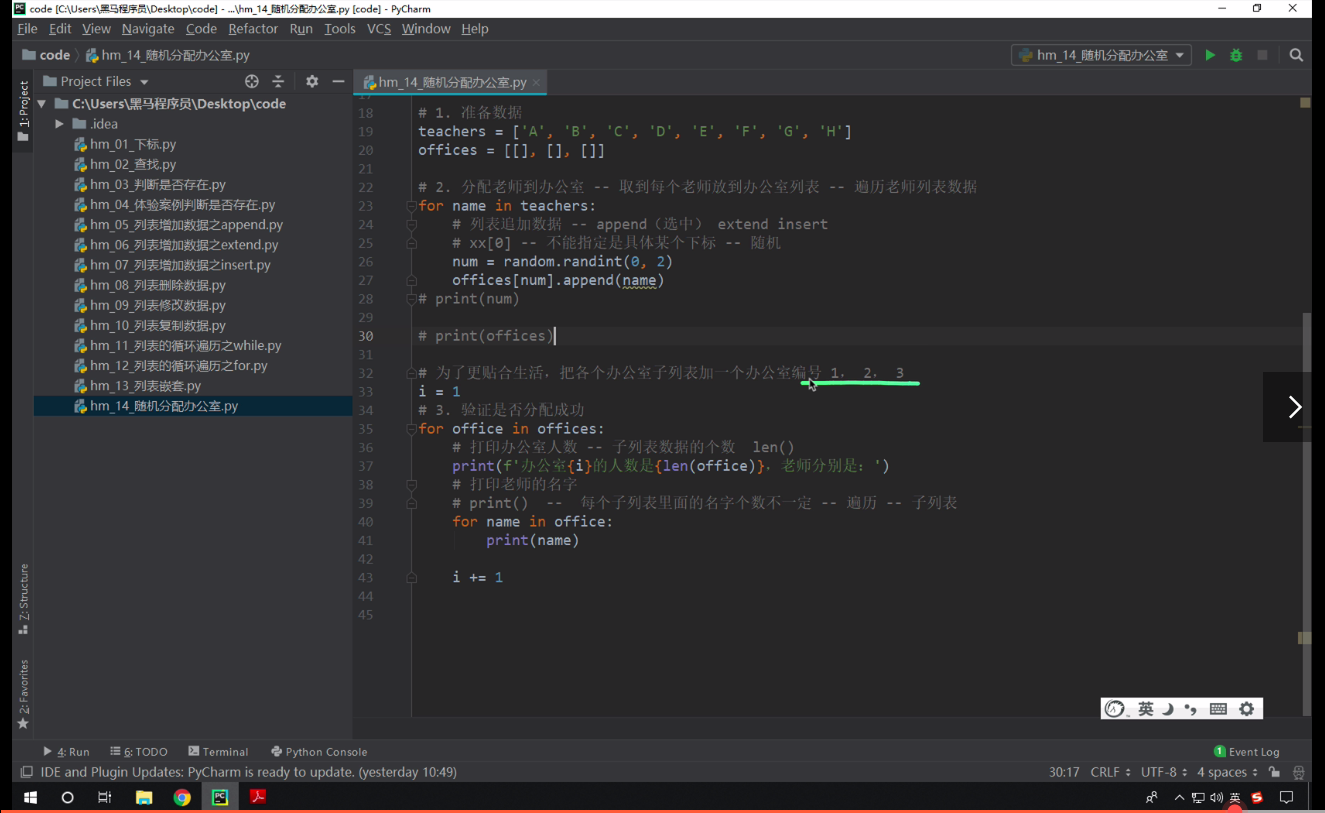 code [C:\Users\黑马程序员\Desktop\code] - ...\hm_14_随机分配办公室.py [code] - PyCharm
File Edit View Navigate Code Refactor Run Tools VCS Window Help
code hm_14_随机分配办公室.py
hm_14_随机分配办公室
Project Files
hm_14_随机分配办公室.py
1: Project
C:\Users\黑马程序员\Desktop\code
.idea
hm_01_下标.py
hm_02_查找.py
hm_03_判断是否存在.py
hm_04_体验案例判断是否存在.py
hm_05_列表增加数据之append.py
hm_06_列表增加数据之extend.py
hm_07_列表增加数据之insert.py
hm_08_列表删除数据.py
hm_09_列表修改数据.py
hm_10_列表复制数据.py
hm_11_列表的循环遍历之while.py
hm_12_列表的循环遍历之for.py
hm_13_列表嵌套.py
hm_14_随机分配办公室.py
Z: Structure
2: Favorites
17
18 # 1. 准备数据
19 teachers = ['A', 'B', 'C', 'D', 'E', 'F', 'G', 'H']
20 offices = [[], [], []]
21
22 # 2. 分配老师到办公室 -- 取到每个老师放到办公室列表 -- 遍历老师列表数据
23 for name in teachers:
24 # 列表追加数据 -- append（选中） extend insert
25 # xx[0] -- 不能指定是具体某个下标 -- 随机
26 num = random.randint(0, 2)
27 offices[num].append(name)
28 # print(num)
29
30 # print(offices)
31
32 # 为了更贴合生活，把各个办公室子列表加一个办公室编号 1， 2， 3
33 i = 1
34 # 3. 验证是否分配成功
35 for office in offices:
36 # 打印办公室人数 -- 子列表数据的个数 len()
37 print(f'办公室{i}的人数是{len(office)}，老师分别是：')
38 # 打印老师的名字
39 # print() -- 每个子列表里面的名字个数不一定 -- 遍历 -- 子列表
40 for name in office:
41 print(name)
42
43 i += 1
44
45
英
4: Run 6: TODO Terminal Python Console
1 Event Log
IDE and Plugin Updates: PyCharm is ready to update. (yesterday 10:49)
30:17 CRLF UTF-8 4 spaces
英